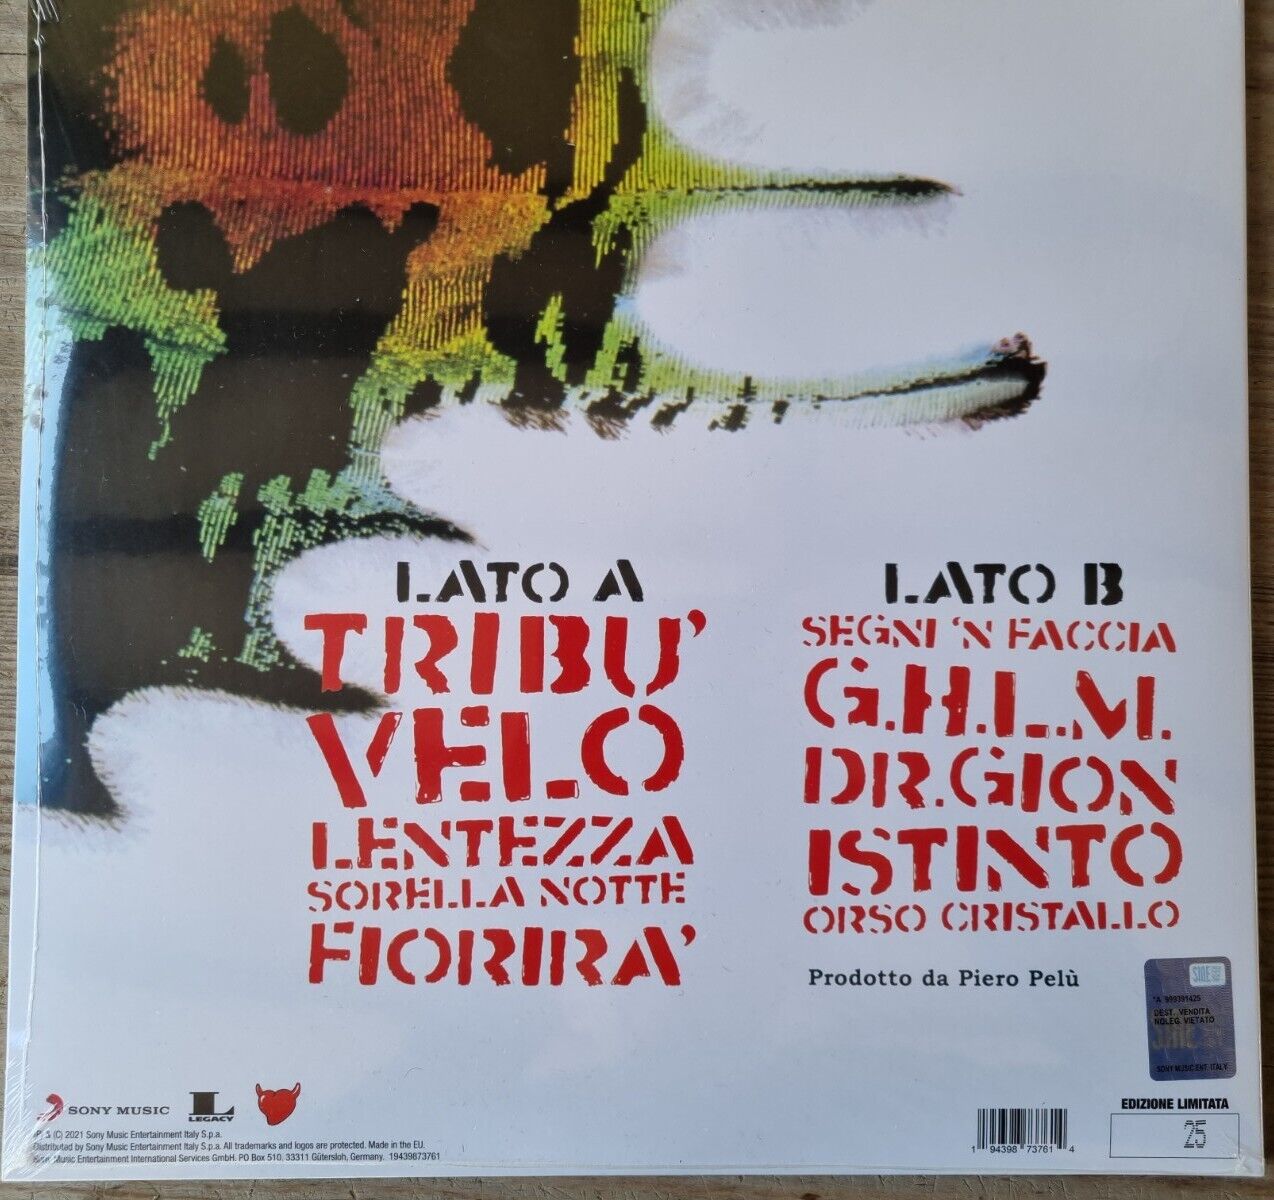 LATO A
TRIBU'
VELO
LENTEZZA
SORELLA NOTTE
FIORIRA'
LATO B
SEGNI 'N FACCIA
G.H.L.M.
DR.GION
ISTINTO
ORSO CRISTALLO
Prodotto da Piero Pelù
SIAE
*A 999391425
DEST. VENDITA
NOLEG. VIETATO
SONY MUSIC ENT. ITALY
SONY MUSIC
L
LEGACY
(P) & (C) 2021 Sony Music Entertainment Italy S.p.a.
Distributed by Sony Music Entertainment Italy S.p.a. All trademarks and logos are protected. Made in the EU.
Sony Music Entertainment International Services GmbH. PO Box 510, 33311 Gütersloh, Germany. 19439873761
1 94398 73761 4
EDIZIONE LIMITATA
25